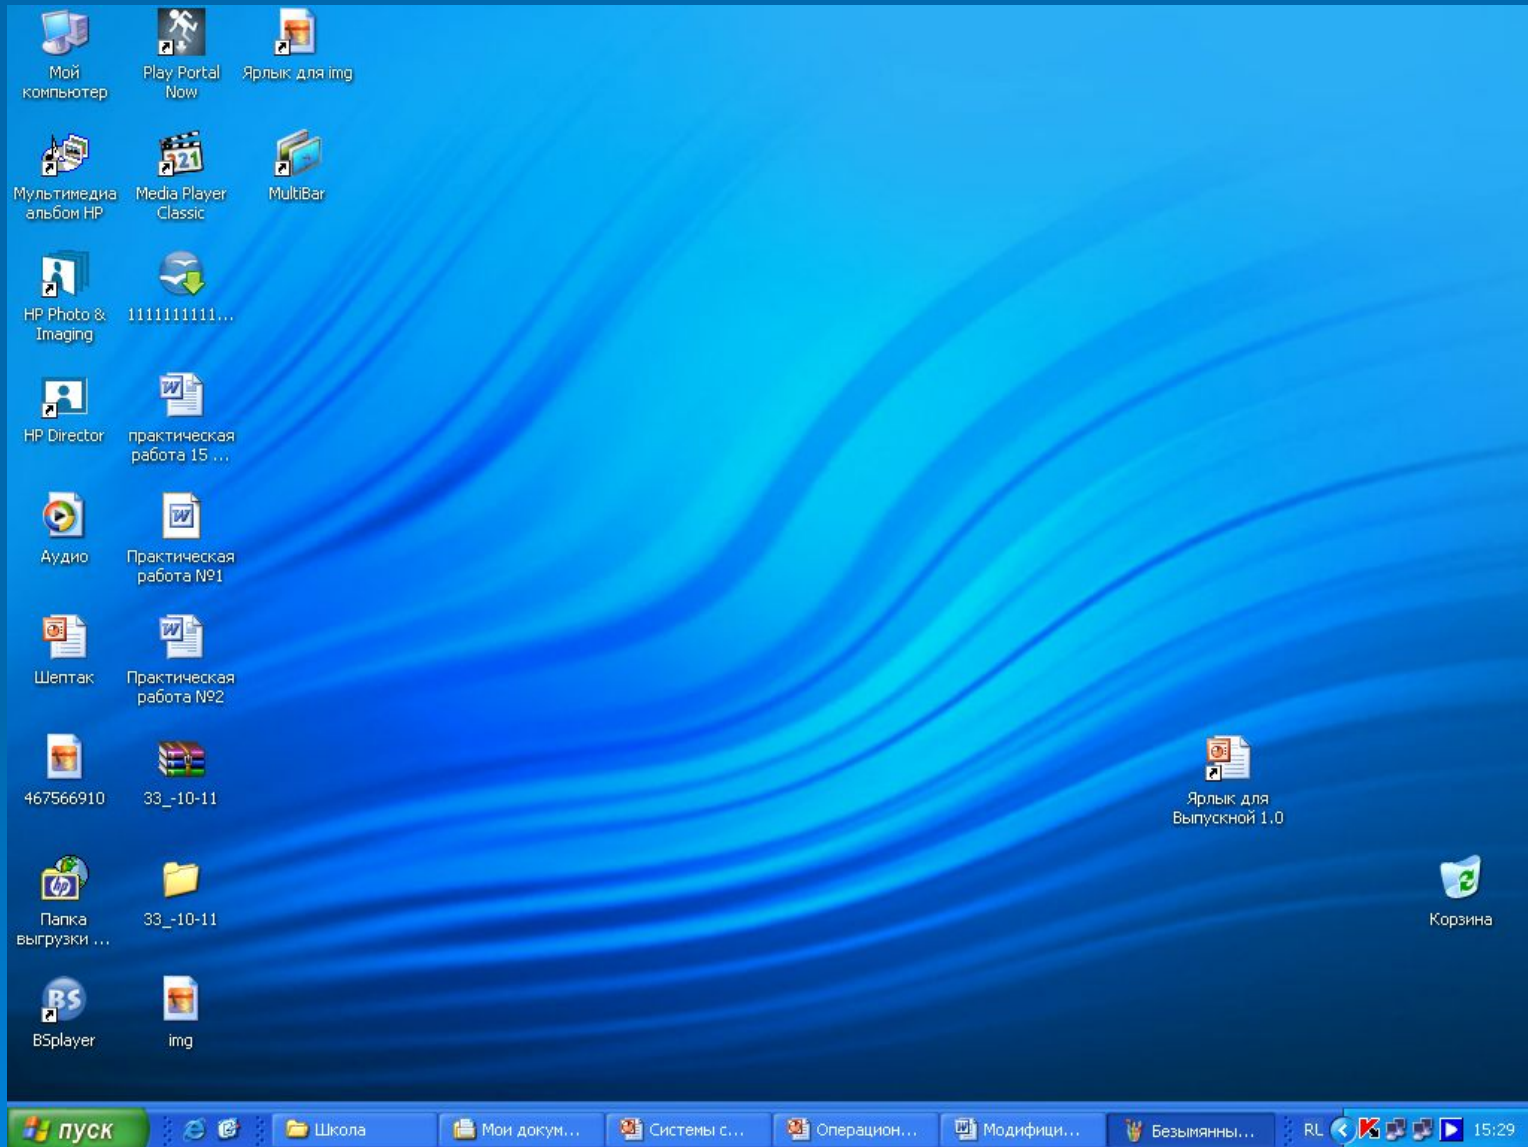 Мой
компьютер
Play Portal
Now
Ярлык для img
Мультимедиа
альбом HP
Media Player
Classic
MultiBar
HP Photo &
Imaging
1111111111...
HP Director
практическая
работа 15 ...
Аудио
Практическая
работа №1
Шептак
Практическая
работа №2
467566910
33_-10-11
Ярлык для
Выпускной 1.0
Папка
выгрузки ...
33_-10-11
Корзина
BSplayer
img
пуск
Школа
Мои докум...
Системы с...
Операцион...
Модифици...
Безымянны...
RL
15:29